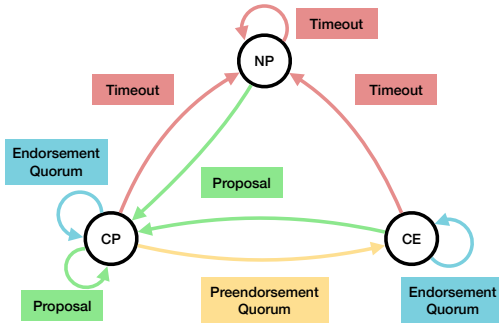 Timeout
NP
Timeout
Timeout
Endorsement
Quorum
Proposal
CP
CE
Proposal
Preendorsement
Quorum
Endorsement
Quorum